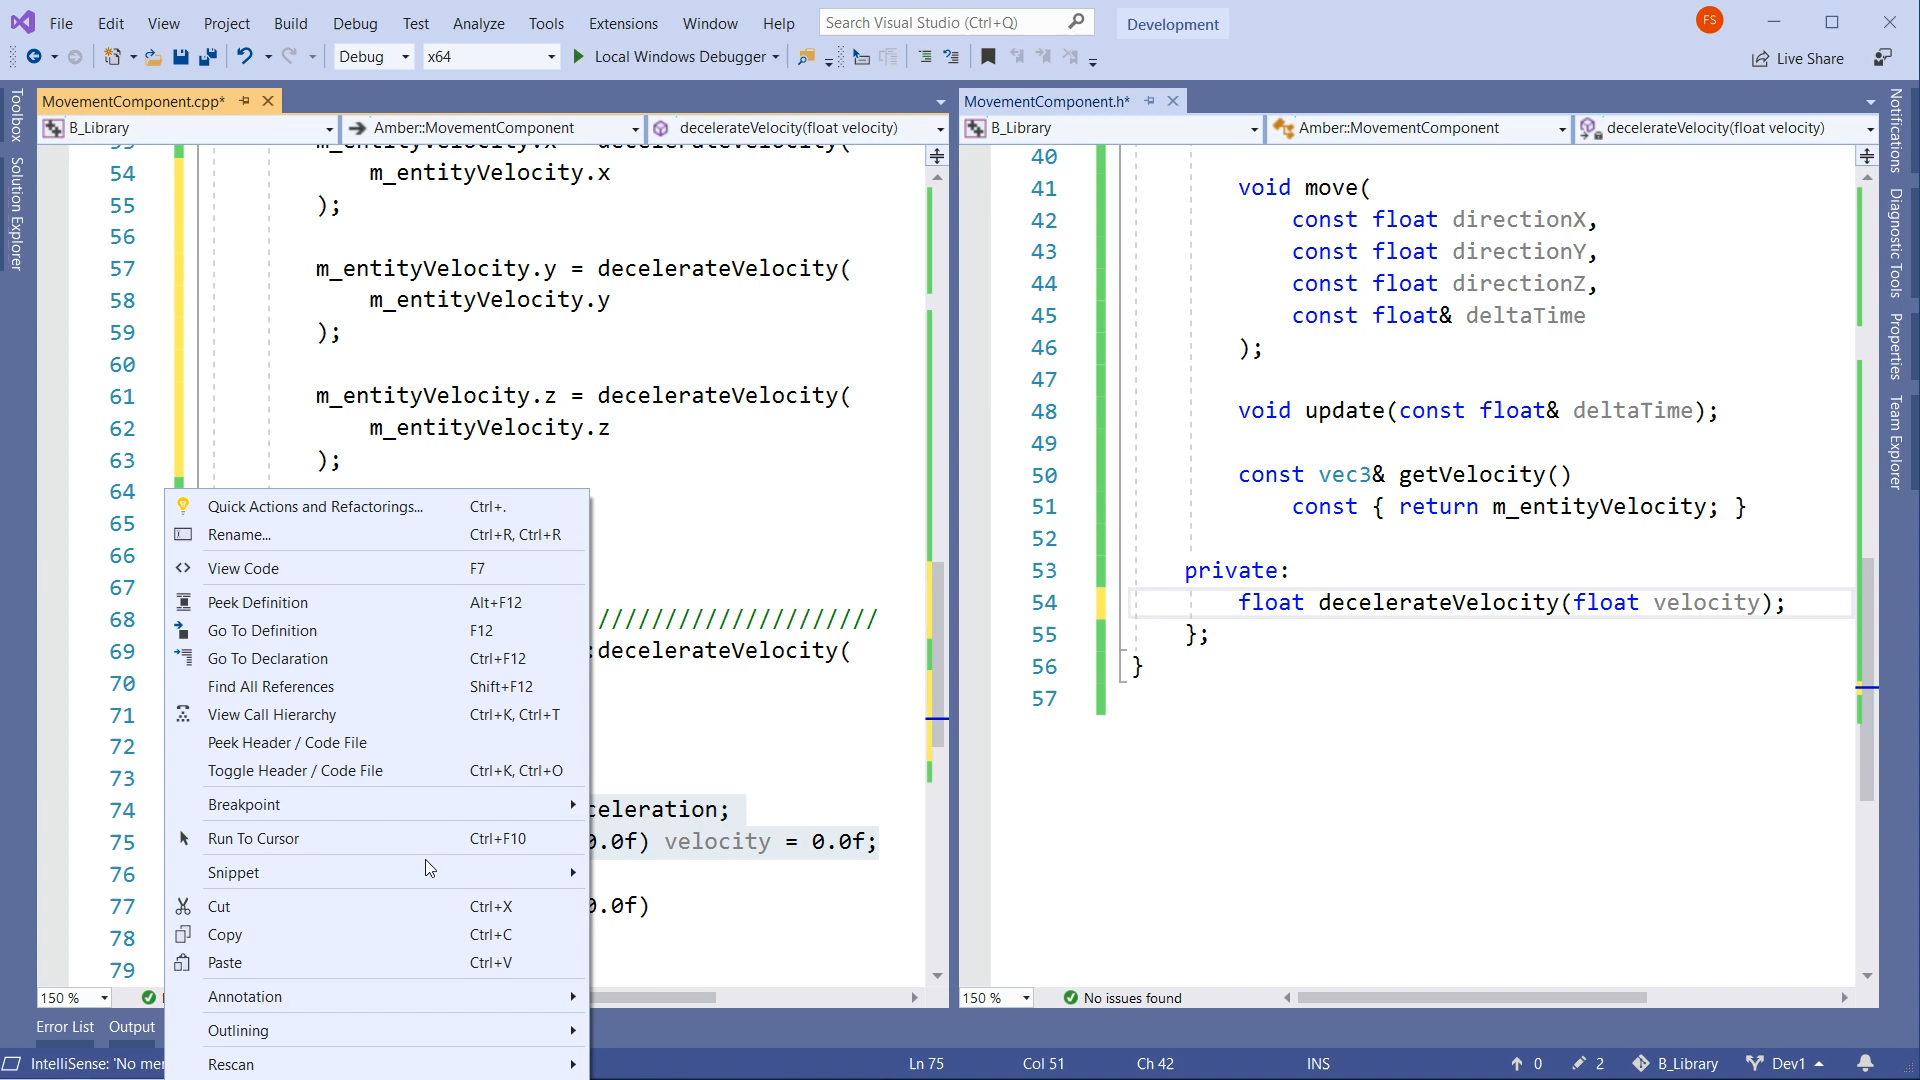 File Edit View Project Build Debug Test Analyze Tools Extensions Window Help
Search Visual Studio (Ctrl+Q)
Development
FS
Debug
x64
Local Windows Debugger
Live Share
Toolbox
Solution Explorer
MovementComponent.cpp*
B_Library
Amber::MovementComponent
decelerateVelocity(float velocity)
54 m_entityVelocity.x
55 );
56
57 m_entityVelocity.y = decelerateVelocity(
58 m_entityVelocity.y
59 );
60
61 m_entityVelocity.z = decelerateVelocity(
62 m_entityVelocity.z
63 );
64
65
66
67
68 /////////////////////
69 :decelerateVelocity(
70
71
72
73
74 celeration;
75 0.0f) velocity = 0.0f;
76
77 0.0f)
78
79
Quick Actions and Refactorings... Ctrl+.
Rename... Ctrl+R, Ctrl+R
View Code F7
Peek Definition Alt+F12
Go To Definition F12
Go To Declaration Ctrl+F12
Find All References Shift+F12
View Call Hierarchy Ctrl+K, Ctrl+T
Peek Header / Code File
Toggle Header / Code File Ctrl+K, Ctrl+O
Breakpoint
Run To Cursor Ctrl+F10
Snippet
Cut Ctrl+X
Copy Ctrl+C
Paste Ctrl+V
Annotation
Outlining
Rescan
150 %
MovementComponent.h*
B_Library
Amber::MovementComponent
decelerateVelocity(float velocity)
40
41 void move(
42 const float directionX,
43 const float directionY,
44 const float directionZ,
45 const float& deltaTime
46 );
47
48 void update(const float& deltaTime);
49
50 const vec3& getVelocity()
51 const { return m_entityVelocity; }
52
53 private:
54 float decelerateVelocity(float velocity);
55 };
56 }
57
150 %
No issues found
Notifications
Diagnostic Tools
Properties
Team Explorer
Error List
Output
IntelliSense: 'No me
Ln 75
Col 51
Ch 42
INS
0
2
B_Library
Dev1